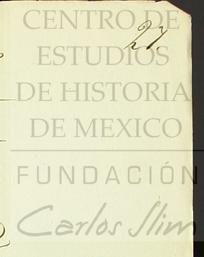 CENTRO DE
ESTUDIOS
DE HISTORIA
DE MEXICO
FUNDACIÓN
Carlos Slim